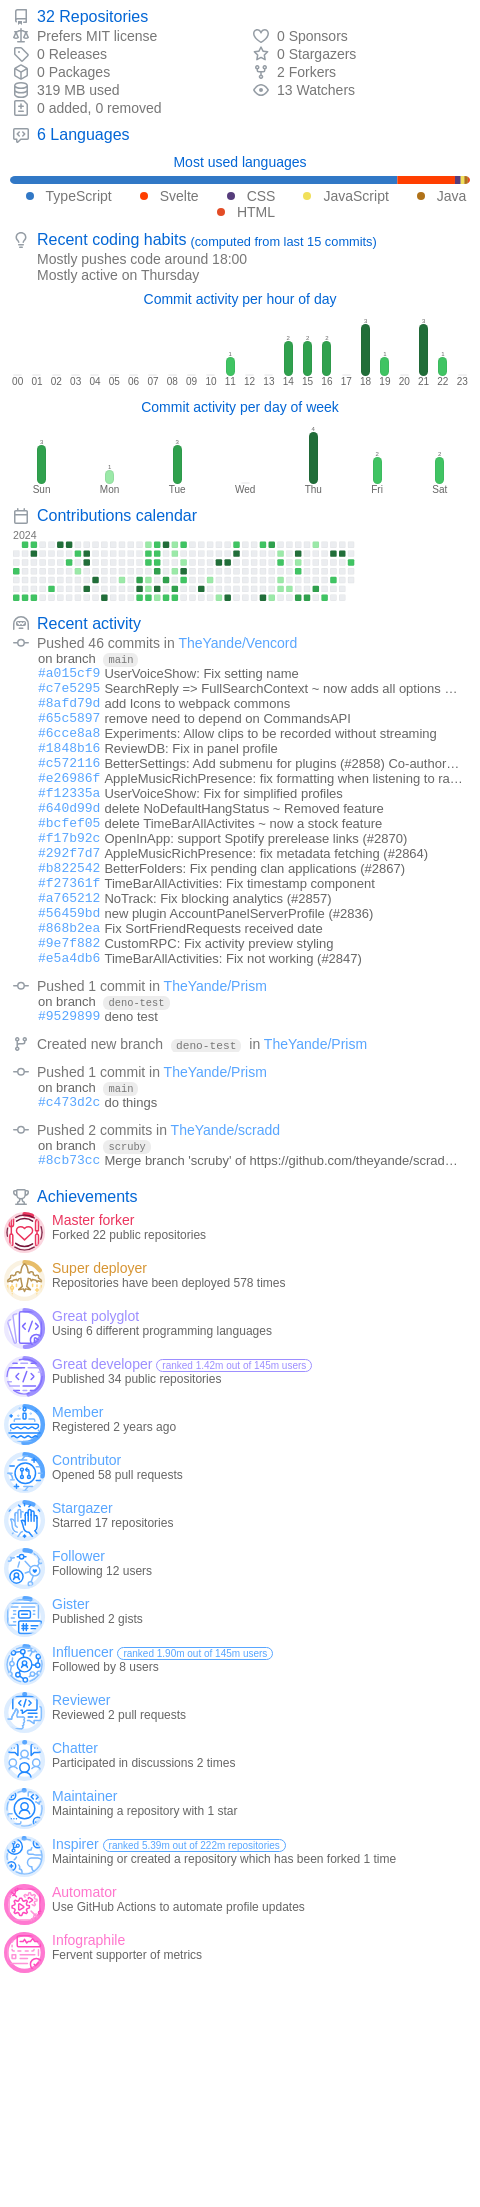 32 Repositories
Prefers MIT license
0 Sponsors
0 Releases
0 Stargazers
0 Packages
2 Forkers
319 MB used
13 Watchers
0 added, 0 removed
6 Languages
Most used languages
TypeScript Svelte CSS JavaScript Java
HTML
Recent coding habits (computed from last 15 commits)
Mostly pushes code around 18:00
Mostly active on Thursday
Commit activity per hour of day
1 2 2 2 3 1 3 1
00 01 02 03 04 05 06 07 08 09 10 11 12 13 14 15 16 17 18 19 20 21 22 23
Commit activity per day of week
3 1 3 4 2 2
Sun Mon Tue Wed Thu Fri Sat
Contributions calendar
2024
Recent activity
Pushed 46 commits in TheYande/Vencord
on branch main
#a015cf9 UserVoiceShow: Fix setting name
#c7e5295 SearchReply => FullSearchContext ~ now adds all options …
#8afd79d add Icons to webpack commons
#65c5897 remove need to depend on CommandsAPI
#6cce8a8 Experiments: Allow clips to be recorded without streaming
#1848b16 ReviewDB: Fix in panel profile
#c572116 BetterSettings: Add submenu for plugins (#2858) Co-author…
#e26986f AppleMusicRichPresence: fix formatting when listening to ra…
#f12335a UserVoiceShow: Fix for simplified profiles
#640d99d delete NoDefaultHangStatus ~ Removed feature
#bcfef05 delete TimeBarAllActivites ~ now a stock feature
#f17b92c OpenInApp: support Spotify prerelease links (#2870)
#292f7d7 AppleMusicRichPresence: fix metadata fetching (#2864)
#b822542 BetterFolders: Fix pending clan applications (#2867)
#f27361f TimeBarAllActivities: Fix timestamp component
#a765212 NoTrack: Fix blocking analytics (#2857)
#56459bd new plugin AccountPanelServerProfile (#2836)
#868b2ea Fix SortFriendRequests received date
#9e7f882 CustomRPC: Fix activity preview styling
#e5a4db6 TimeBarAllActivities: Fix not working (#2847)
Pushed 1 commit in TheYande/Prism
on branch deno-test
#9529899 deno test
Created new branch deno-test in TheYande/Prism
Pushed 1 commit in TheYande/Prism
on branch main
#c473d2c do things
Pushed 2 commits in TheYande/scradd
on branch scruby
#8cb73cc Merge branch 'scruby' of https://github.com/theyande/scrad…
Achievements
Master forker
Forked 22 public repositories
Super deployer
Repositories have been deployed 578 times
Great polyglot
Using 6 different programming languages
Great developer ranked 1.42m out of 145m users
Published 34 public repositories
Member
Registered 2 years ago
Contributor
Opened 58 pull requests
Stargazer
Starred 17 repositories
Follower
Following 12 users
Gister
Published 2 gists
Influencer ranked 1.90m out of 145m users
Followed by 8 users
Reviewer
Reviewed 2 pull requests
Chatter
Participated in discussions 2 times
Maintainer
Maintaining a repository with 1 star
Inspirer ranked 5.39m out of 222m repositories
Maintaining or created a repository which has been forked 1 time
Automator
Use GitHub Actions to automate profile updates
Infographile
Fervent supporter of metrics